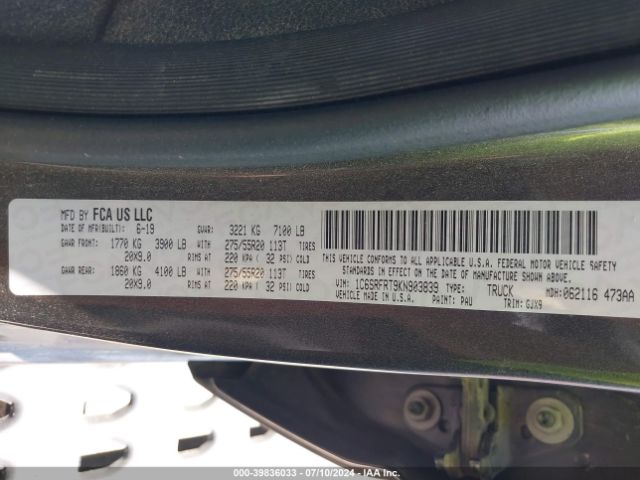 MFD BY FCA US LLC
DATE OF MFR(BUILT): 6-19 GVWR: 3221 KG 7100 LB
GAWR FRONT: 1770 KG 3900 LB WITH 275/55R20 113T TIRES
20X9.0 RIMS AT 220 KPA ( 32 PSI) COLD
GAWR REAR: 1860 KG 4100 LB WITH 275/55R20 113T TIRES
20X9.0 RIMS AT 220 KPA ( 32 PSI) COLD
THIS VEHICLE CONFORMS TO ALL APPLICABLE U.S.A. FEDERAL MOTOR VEHICLE SAFETY
STANDARDS IN EFFECT ON THE DATE OF MANUFACTURE SHOWN ABOVE.
VIN: 1C6SRFRT9KN903839 TYPE: TRUCK MDH: 062116 473AA
VEHICLE MADE IN U.S.A. PAINT: PAU TRIM: GJX9
000-39836033 / 07/10/2024 - IAA Inc.